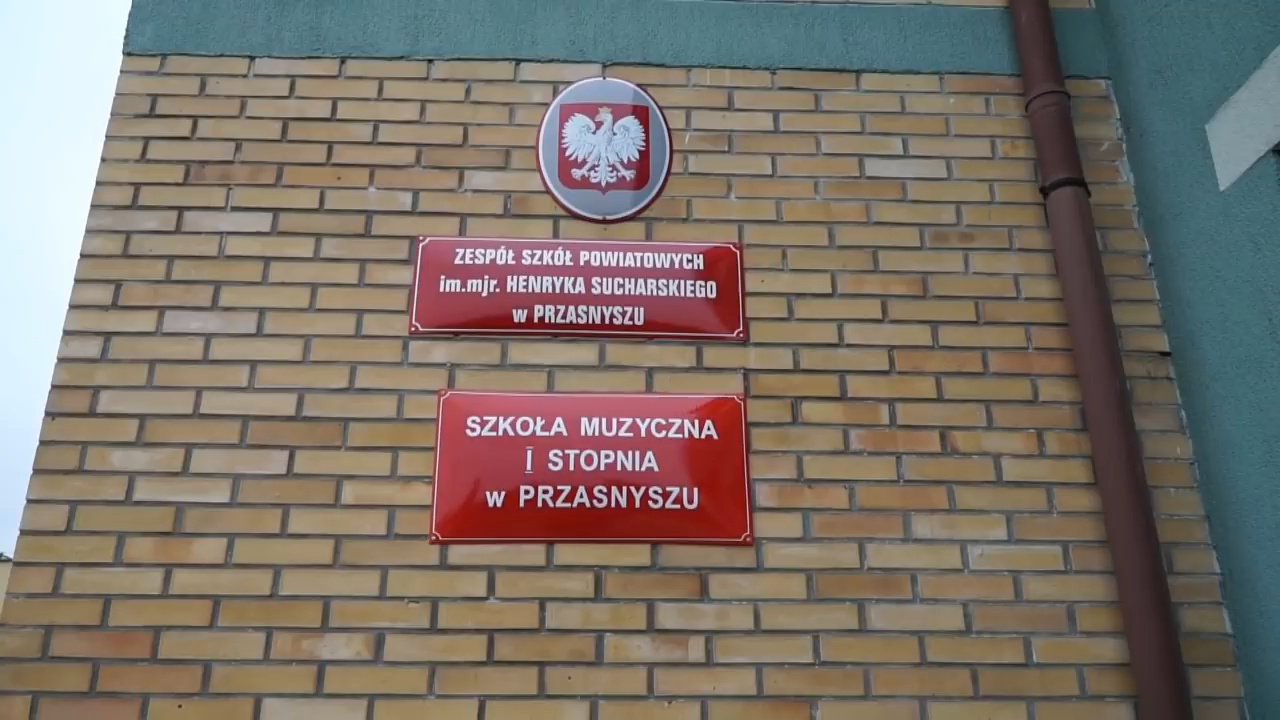 ZESPÓŁ SZKÓŁ POWIATOWYCH
im.mjr. HENRYKA SUCHARSKIEGO
w PRZASNYSZU
SZKOŁA MUZYCZNA
I STOPNIA
w PRZASNYSZU